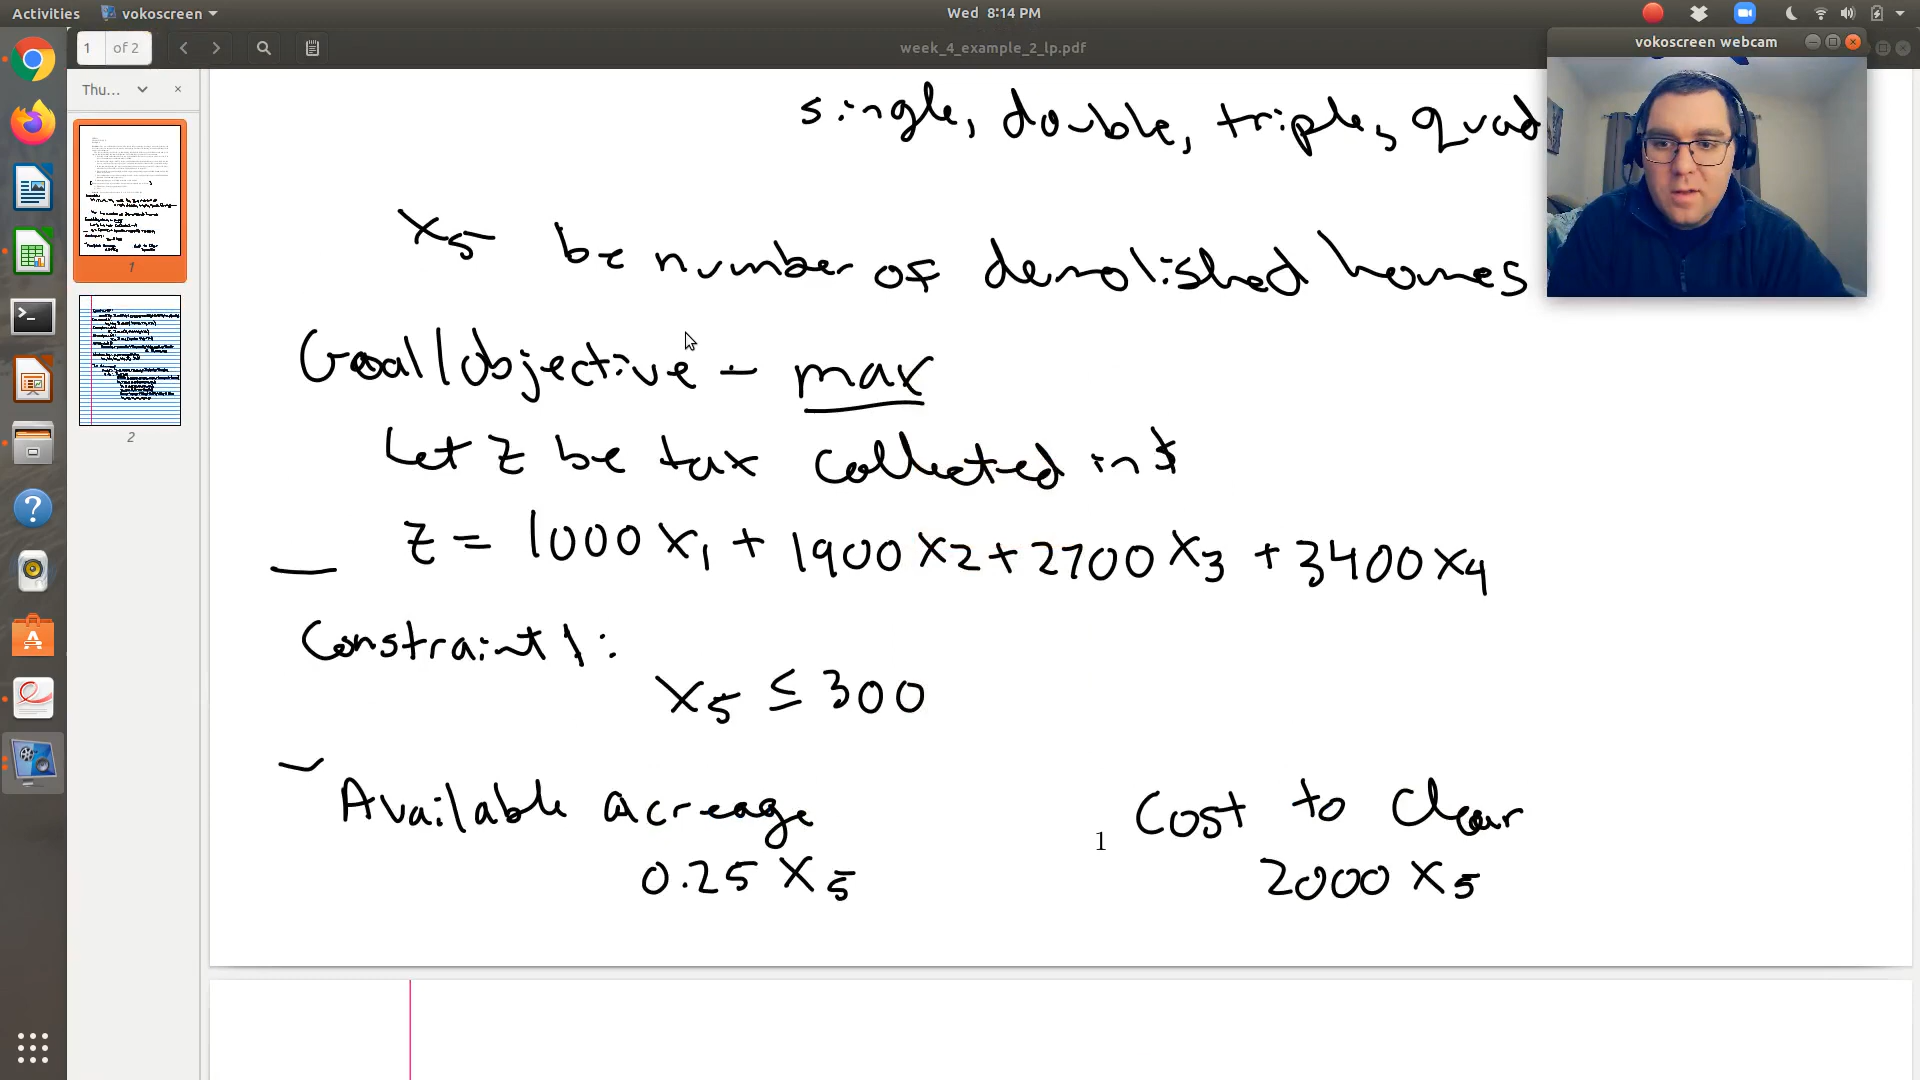 Activities vokoscreen Wed 8:14 PM
1 of 2 week_4_example_2_lp.pdf
vokoscreen webcam
Thu...
1
2
single, double, triple, quad
x5 be number of demolished homes
Goal/objective - max
Let z be tax collected in $
z = 1000 x1 + 1900 x2 + 2700 x3 + 3400 x4
Constraint 1:
x5 ≤ 300
Available acreage Cost to Clear
1
0.25 x5 2000 x5